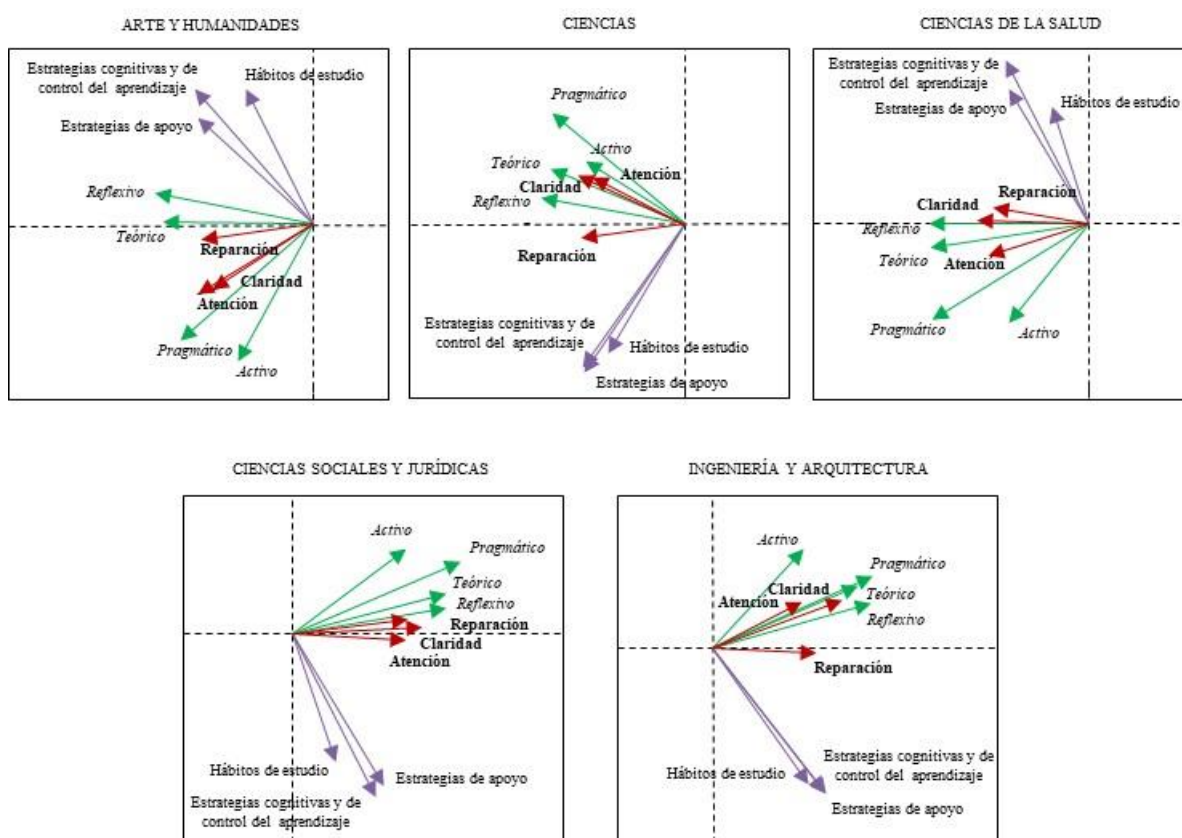 ARTE Y HUMANIDADES
Estrategias cognitivas y de
control del aprendizaje
Hábitos de estudio
Estrategias de apoyo
Reflexivo
Teórico
Reparación
Claridad
Atención
Pragmático
Activo
CIENCIAS
Pragmático
Activo
Teórico
Atención
Claridad
Reflexivo
Reparación
Estrategias cognitivas y de
control del aprendizaje
Hábitos de estudio
Estrategias de apoyo
CIENCIAS DE LA SALUD
Estrategias cognitivas y de
control del aprendizaje
Estrategias de apoyo
Hábitos de estudio
Reparación
Claridad
Reflexivo
Teórico
Atención
Pragmático
Activo
CIENCIAS SOCIALES Y JURÍDICAS
Activo
Pragmático
Teórico
Reflexivo
Reparación
Claridad
Atención
Hábitos de estudio
Estrategias de apoyo
Estrategias cognitivas y de
control del aprendizaje
INGENIERÍA Y ARQUITECTURA
Activo
Pragmático
Claridad
Teórico
Atención
Reflexivo
Reparación
Estrategias cognitivas y de
control del aprendizaje
Hábitos de estudio
Estrategias de apoyo